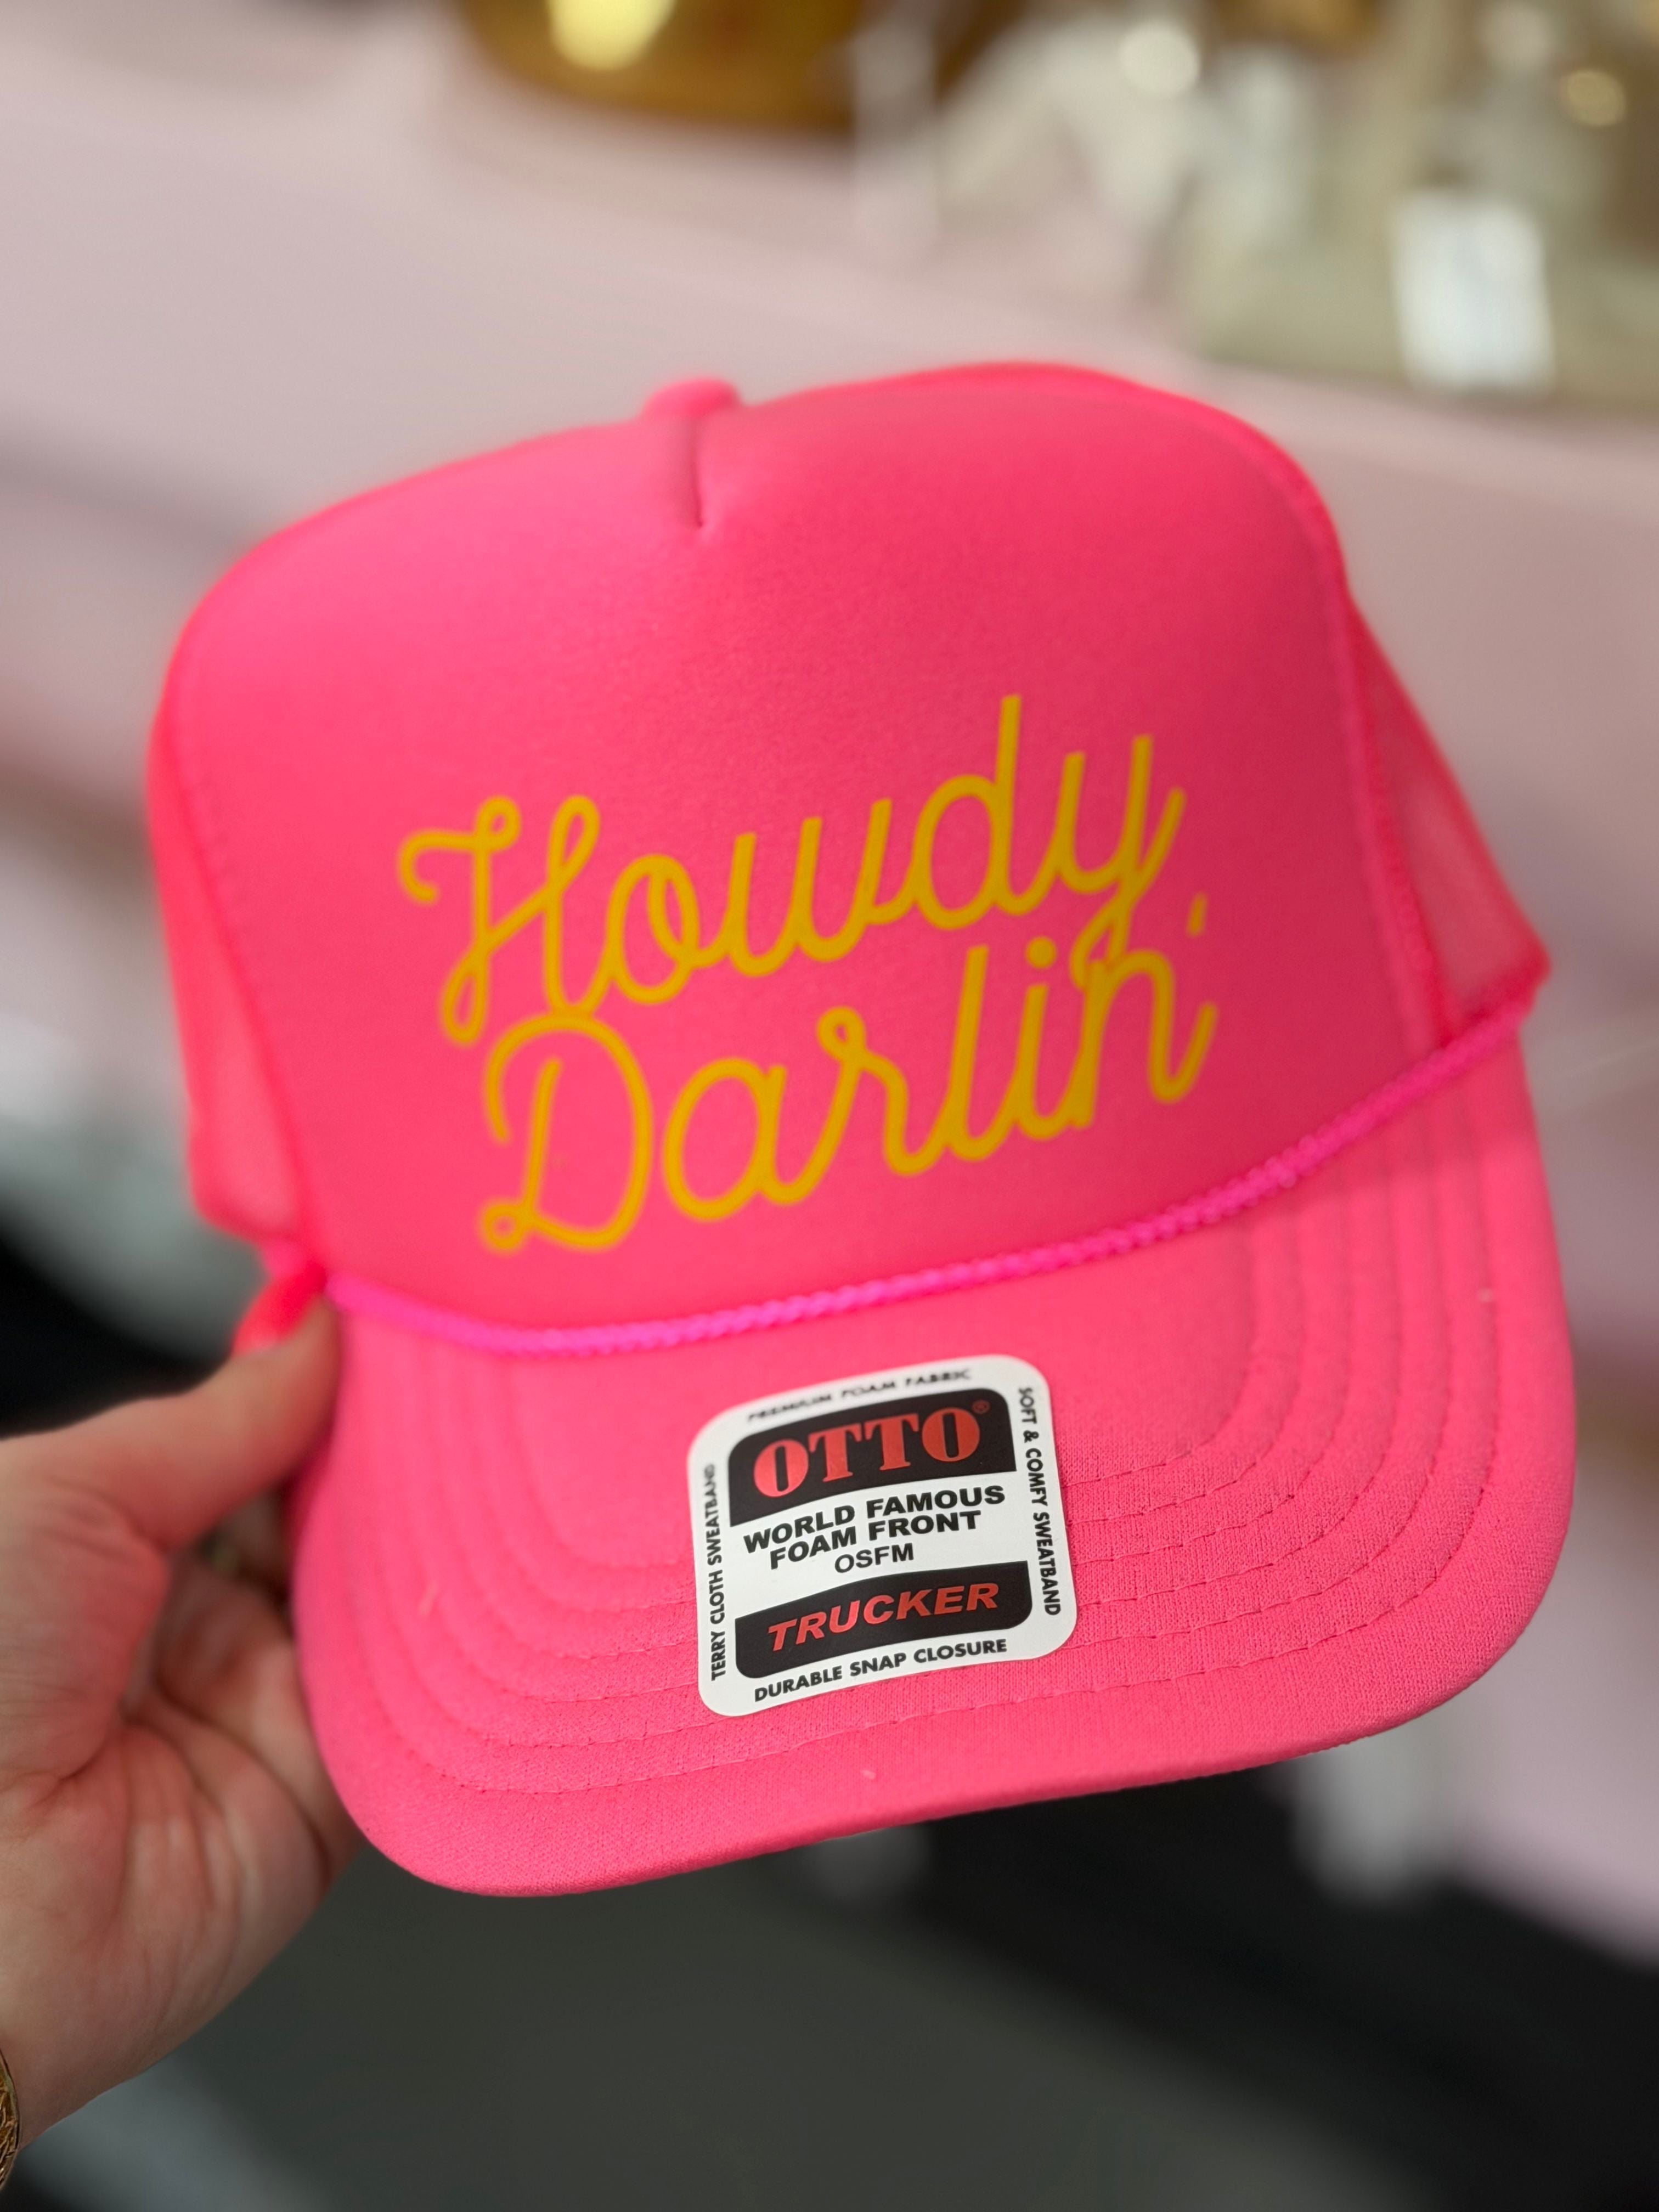 Howdy,
Darlin'
PREMIUM FOAM FABRIC
OTTO®
WORLD FAMOUS
FOAM FRONT
OSFM
TRUCKER
DURABLE SNAP CLOSURE
TERRY CLOTH SWEATBAND
SOFT & COMFY SWEATBAND